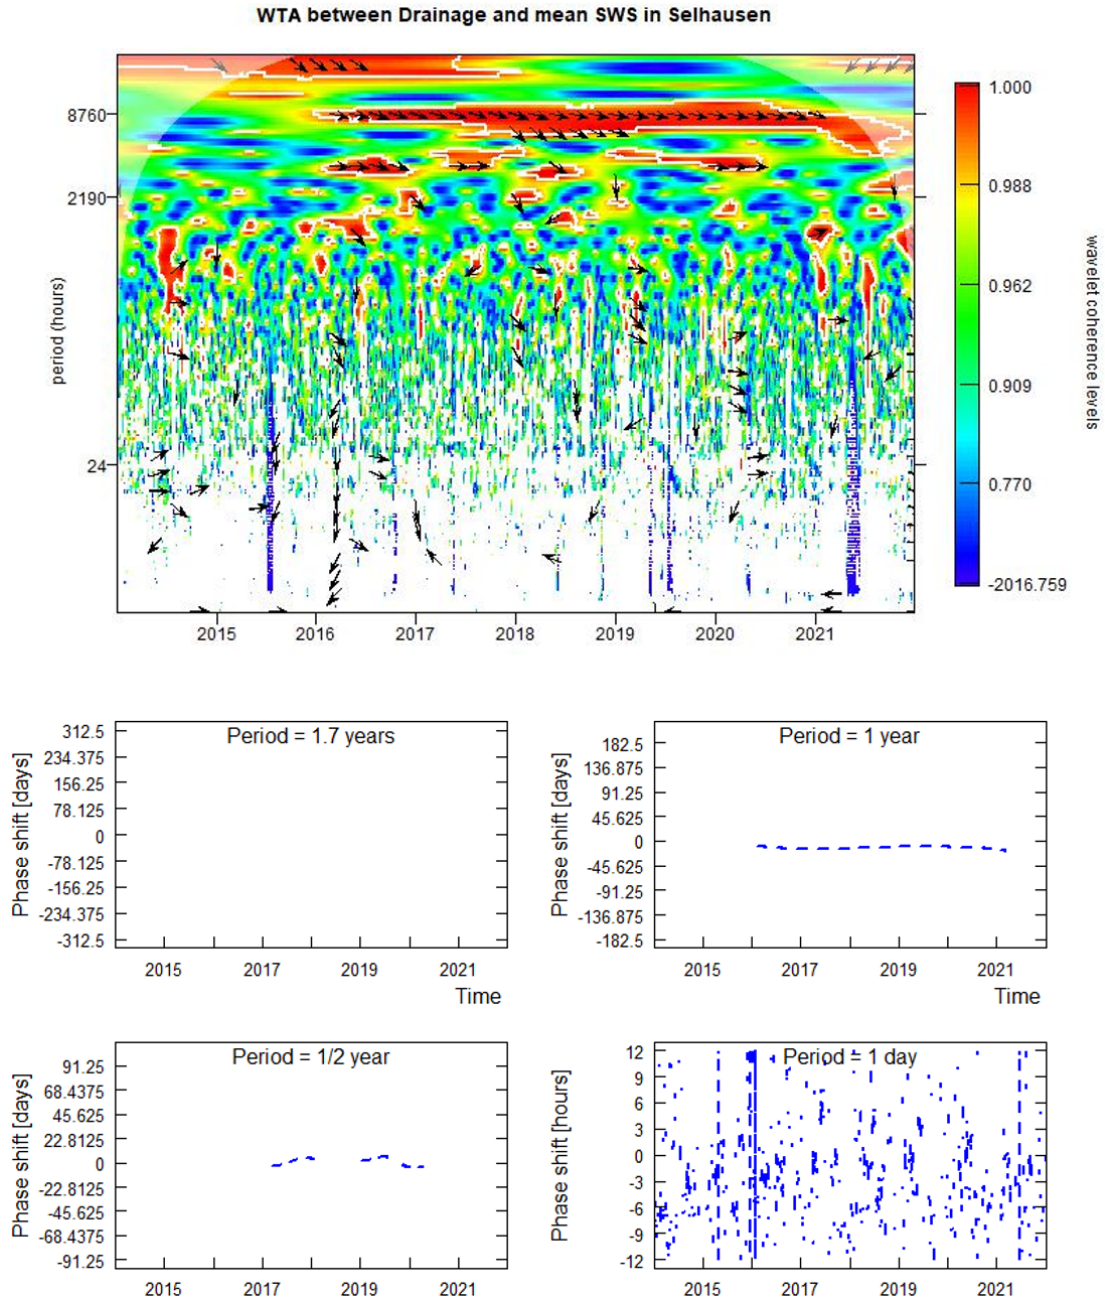 WTA between Drainage and mean SWS in Selhausen
period (hours)
8760
2190
24
2015 2016 2017 2018 2019 2020 2021
1.000
0.988
0.962
0.909
0.770
-2016.759
wavelet coherence levels
Period = 1.7 years
Phase shift [days]
312.5
234.375
156.25
78.125
0
-78.125
-156.25
-234.375
-312.5
2015 2017 2019 2021
Time
Period = 1 year
Phase shift [days]
182.5
136.875
91.25
45.625
0
-45.625
-91.25
-136.875
-182.5
2015 2017 2019 2021
Time
Period = 1/2 year
Phase shift [days]
91.25
68.4375
45.625
22.8125
0
-22.8125
-45.625
-68.4375
-91.25
2015 2017 2019 2021
Period = 1 day
Phase shift [hours]
12
9
6
3
0
-3
-6
-9
-12
2015 2017 2019 2021